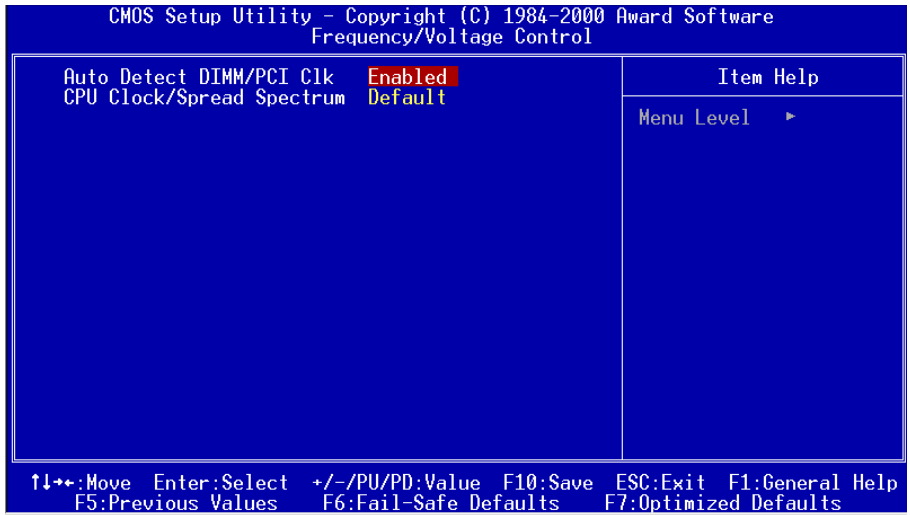 CMOS Setup Utility – Copyright (C) 1984–2000 Award Software
Frequency/Voltage Control
Auto Detect DIMM/PCI Clk Enabled
CPU Clock/Spread Spectrum Default
Item Help
Menu Level ►
↑↓→←:Move Enter:Select +/-/PU/PD:Value F10:Save ESC:Exit F1:General Help
F5:Previous Values F6:Fail-Safe Defaults F7:Optimized Defaults